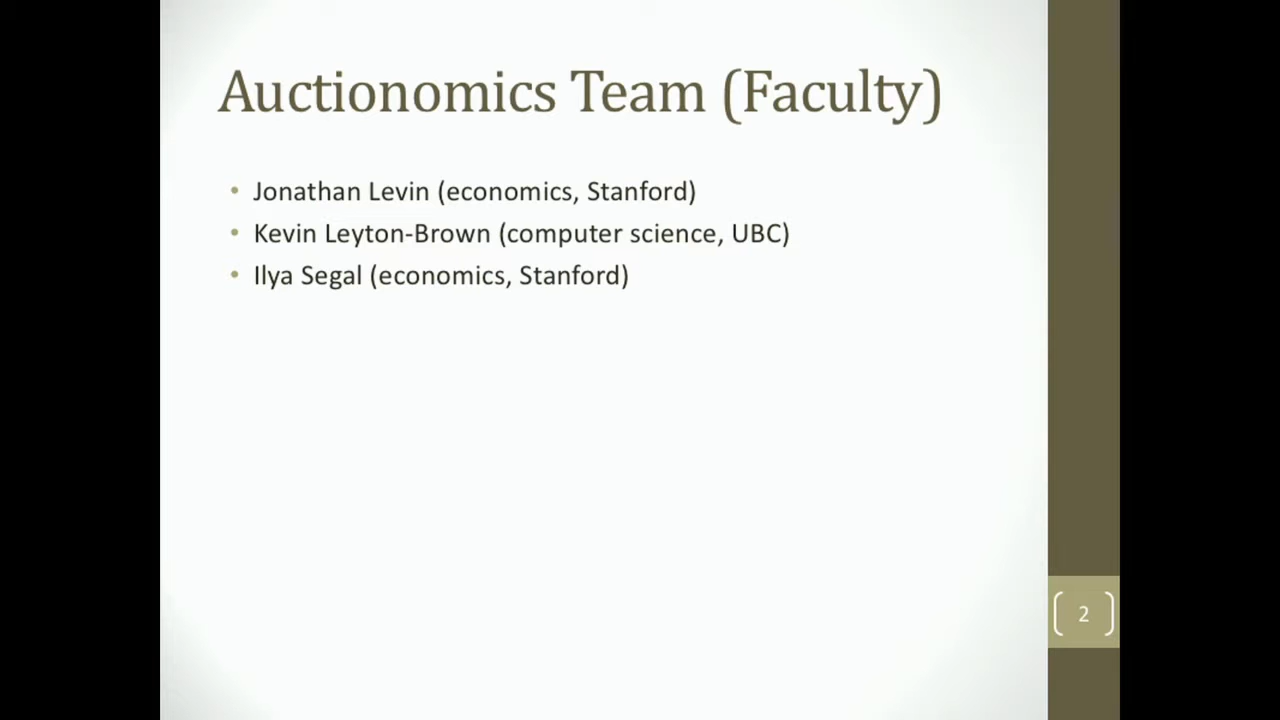 Auctionomics Team (Faculty)
• Jonathan Levin (economics, Stanford)
• Kevin Leyton-Brown (computer science, UBC)
• Ilya Segal (economics, Stanford)
2